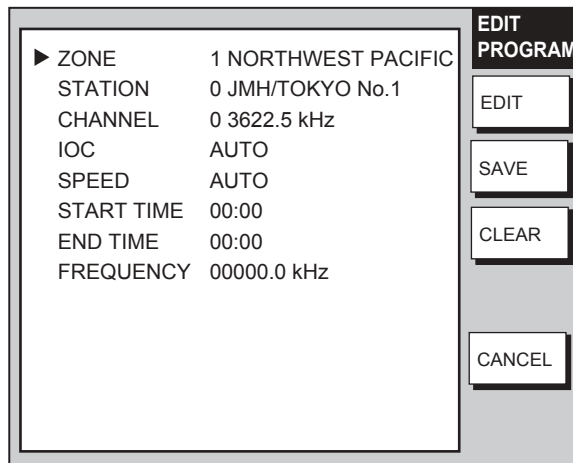 EDIT
PROGRAM
▶ ZONE 1 NORTHWEST PACIFIC
STATION 0 JMH/TOKYO No.1
CHANNEL 0 3622.5 kHz
IOC AUTO
SPEED AUTO
START TIME 00:00
END TIME 00:00
FREQUENCY 00000.0 kHz
EDIT
SAVE
CLEAR
CANCEL